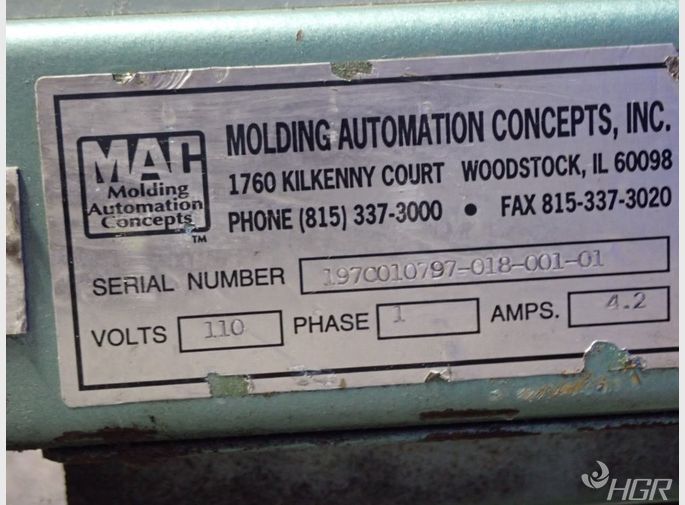 MAC
Molding
Automation
Concepts
TM
MOLDING AUTOMATION CONCEPTS, INC.
1760 KILKENNY COURT WOODSTOCK, IL 60098
PHONE (815) 337-3000 • FAX 815-337-3020
SERIAL NUMBER 197C010797-018-001-01
VOLTS 110 PHASE 1 AMPS. 4.2
HGR